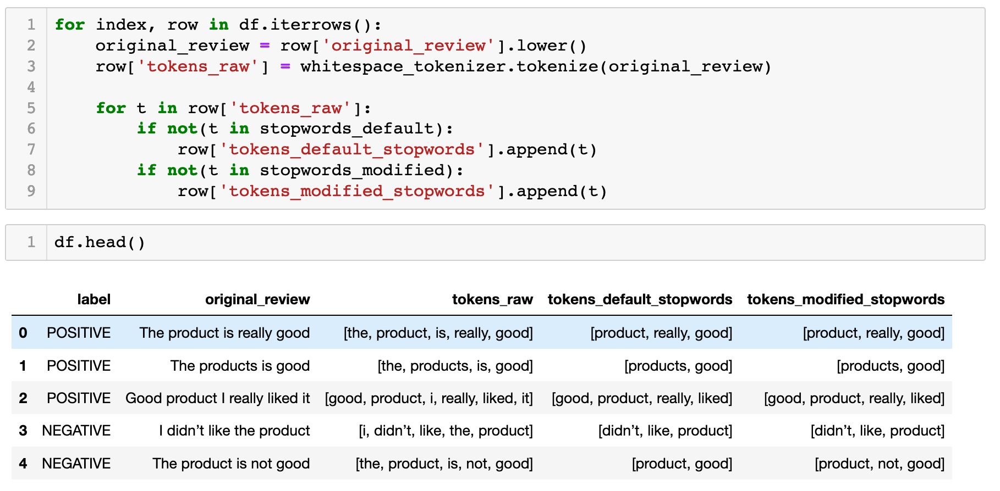 1 for index, row in df.iterrows():
2     original_review = row['original_review'].lower()
3     row['tokens_raw'] = whitespace_tokenizer.tokenize(original_review)
4
5     for t in row['tokens_raw']:
6         if not(t in stopwords_default):
7             row['tokens_default_stopwords'].append(t)
8         if not(t in stopwords_modified):
9             row['tokens_modified_stopwords'].append(t)
1 df.head()
label original_review tokens_raw tokens_default_stopwords tokens_modified_stopwords
0 POSITIVE The product is really good [the, product, is, really, good] [product, really, good] [product, really, good]
1 POSITIVE The products is good [the, products, is, good] [products, good] [products, good]
2 POSITIVE Good product I really liked it [good, product, i, really, liked, it] [good, product, really, liked] [good, product, really, liked]
3 NEGATIVE I didn’t like the product [i, didn’t, like, the, product] [didn’t, like, product] [didn’t, like, product]
4 NEGATIVE The product is not good [the, product, is, not, good] [product, good] [product, not, good]